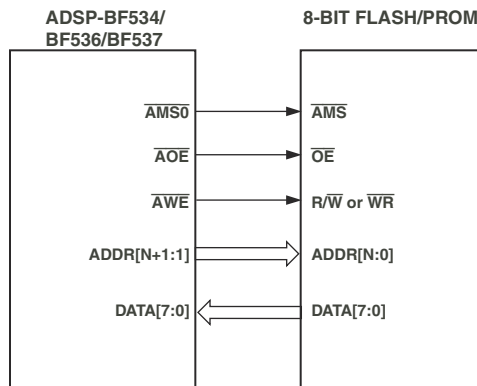 ADSP-BF534/
BF536/BF537
8-BIT FLASH/PROM
AMS0 AMS
AOE OE
AWE R/W or WR
ADDR[N+1:1] ADDR[N:0]
DATA[7:0] DATA[7:0]